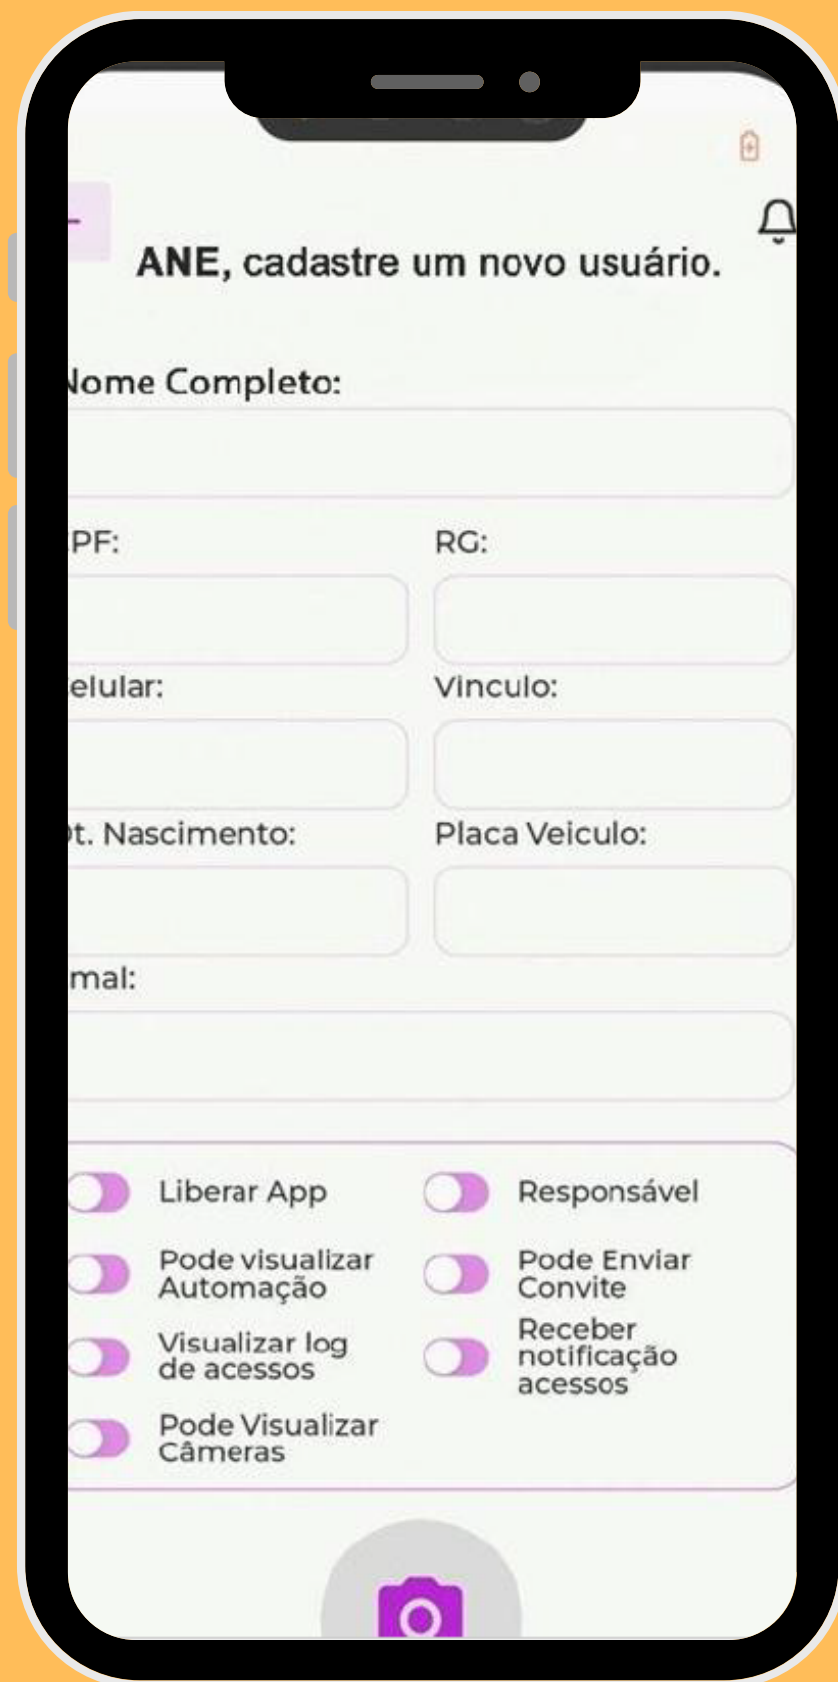 ANE, cadastre um novo usuário.
Nome Completo:
PF:
RG:
elular:
Vinculo:
t. Nascimento:
Placa Veiculo:
mal:
Liberar App
Responsável
Pode visualizar
Automação
Pode Enviar
Convite
Visualizar log
de acessos
Receber
notificação
acessos
Pode Visualizar
Câmeras